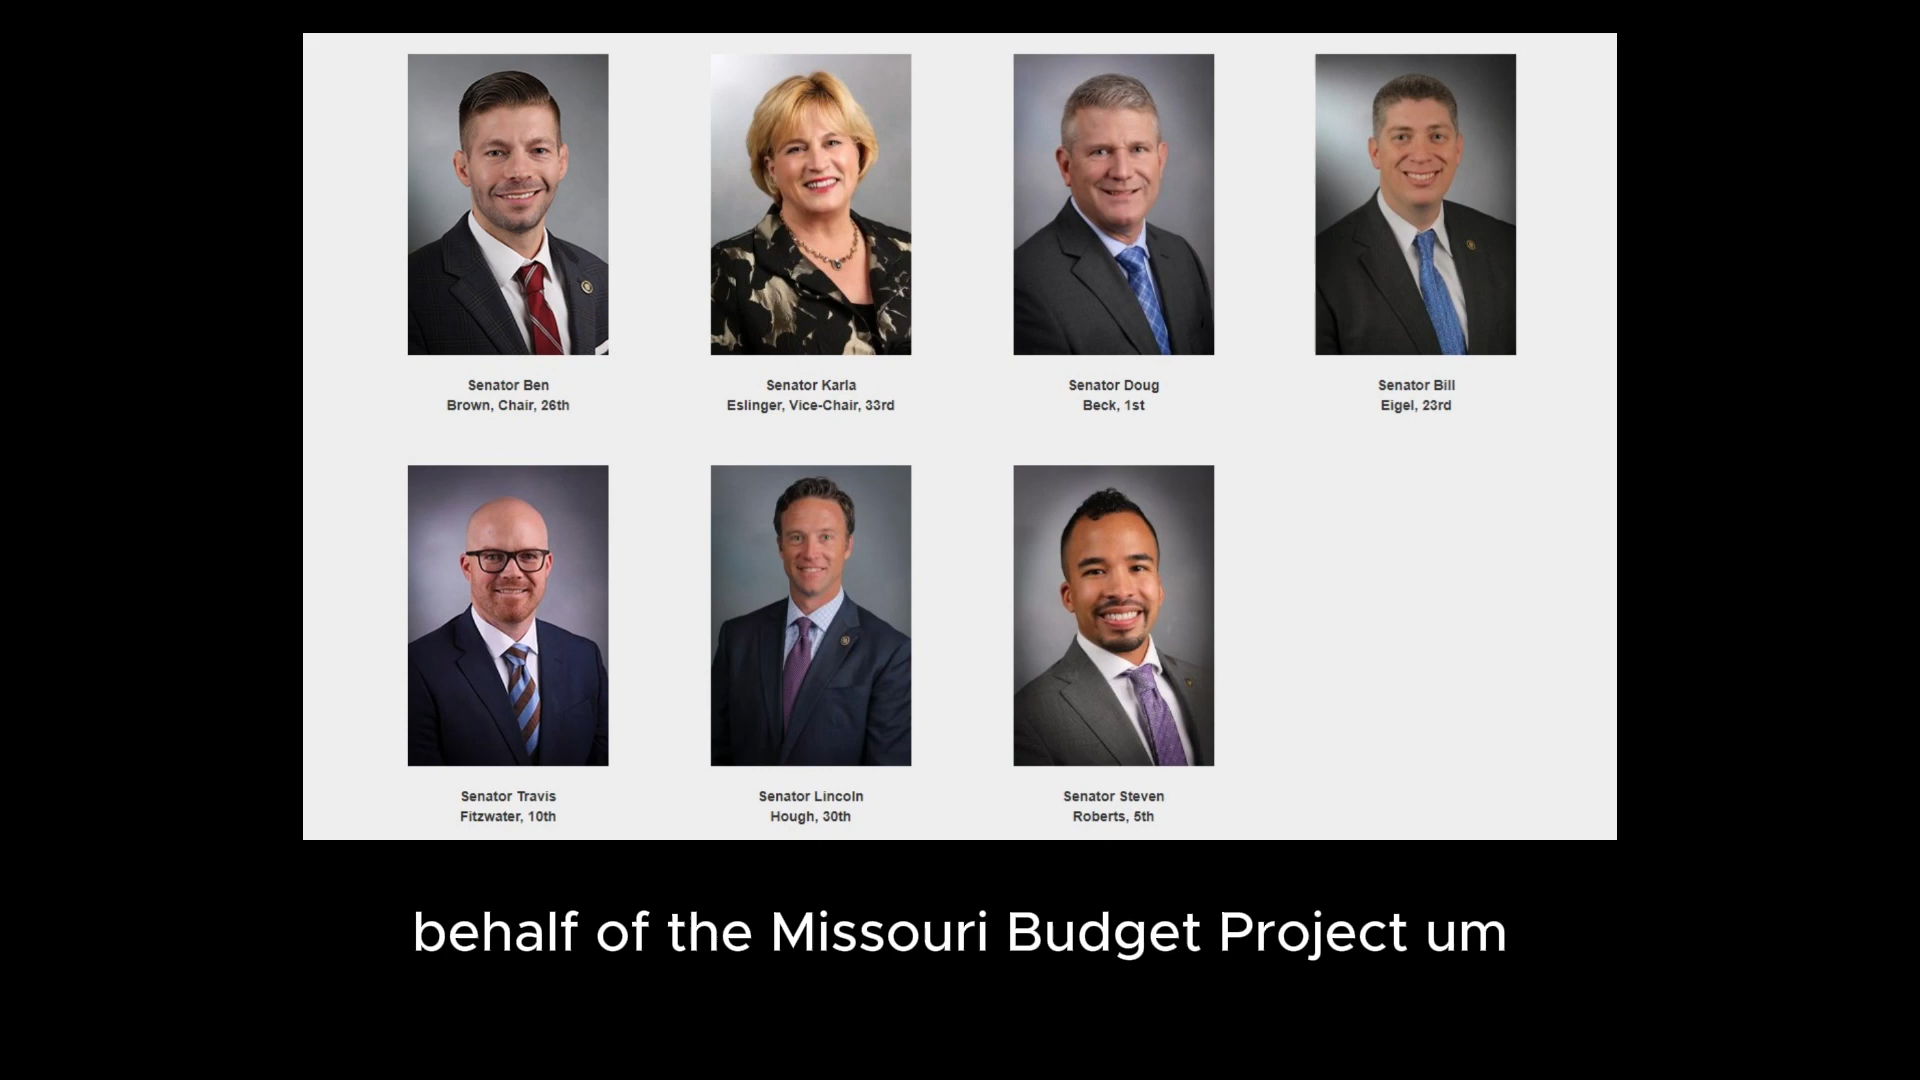 Senator Ben
Brown, Chair, 26th
Senator Karla
Eslinger, Vice-Chair, 33rd
Senator Doug
Beck, 1st
Senator Bill
Eigel, 23rd
Senator Travis
Fitzwater, 10th
Senator Lincoln
Hough, 30th
Senator Steven
Roberts, 5th
behalf of the Missouri Budget Project um